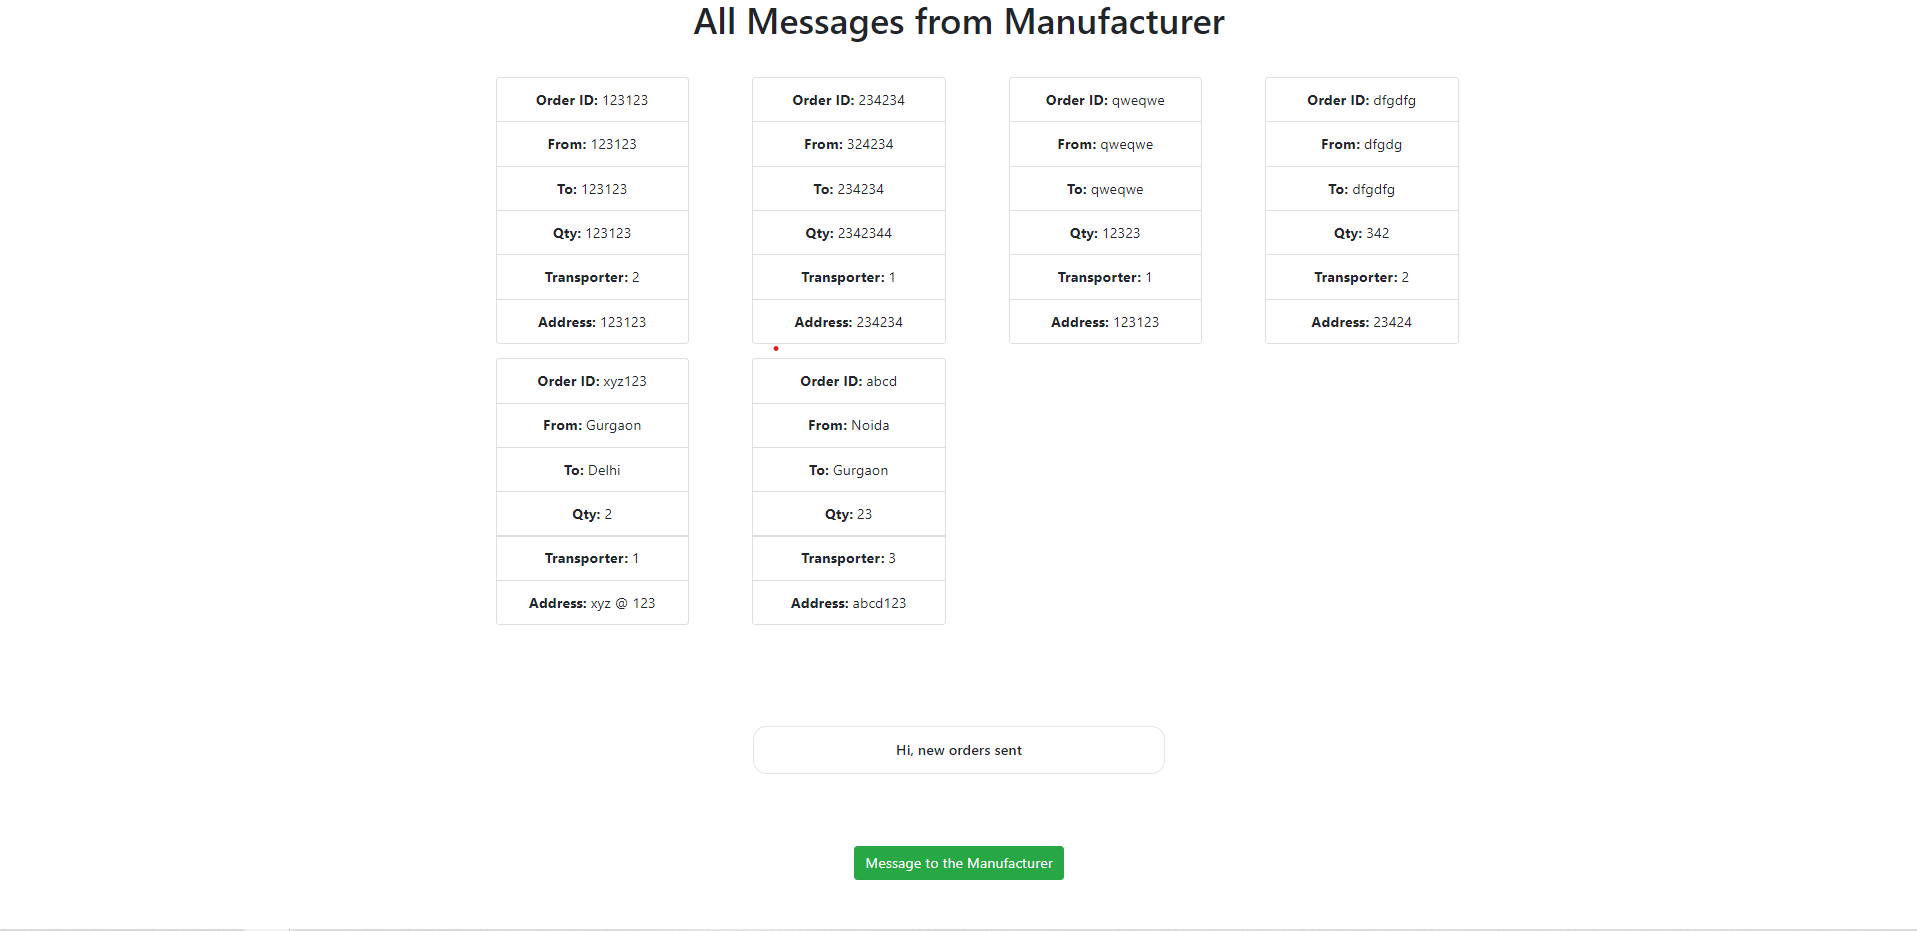 All Messages from Manufacturer
Order ID: 123123
From: 123123
To: 123123
Qty: 123123
Transporter: 2
Address: 123123
Order ID: 234234
From: 324234
To: 234234
Qty: 2342344
Transporter: 1
Address: 234234
Order ID: qweqwe
From: qweqwe
To: qweqwe
Qty: 12323
Transporter: 1
Address: 123123
Order ID: dfgdfg
From: dfgdg
To: dfgdfg
Qty: 342
Transporter: 2
Address: 23424
Order ID: xyz123
From: Gurgaon
To: Delhi
Qty: 2
Transporter: 1
Address: xyz @ 123
Order ID: abcd
From: Noida
To: Gurgaon
Qty: 23
Transporter: 3
Address: abcd123
Hi, new orders sent
Message to the Manufacturer